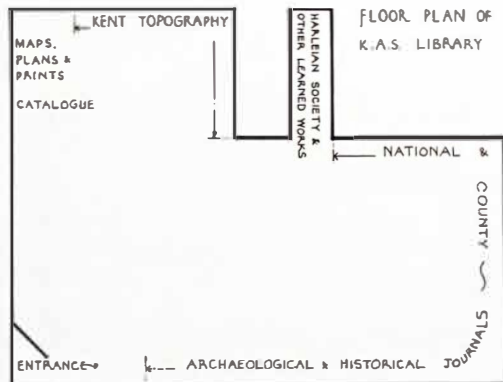 FLOOR PLAN OF
K.A.S. LIBRARY
KENT TOPOGRAPHY
MAPS,
PLANS &
PRINTS
CATALOGUE
HARLEIAN SOCIETY &
OTHER LEARNED WORKS
NATIONAL &
COUNTY
JOURNALS
ARCHAEOLOGICAL & HISTORICAL
ENTRANCE